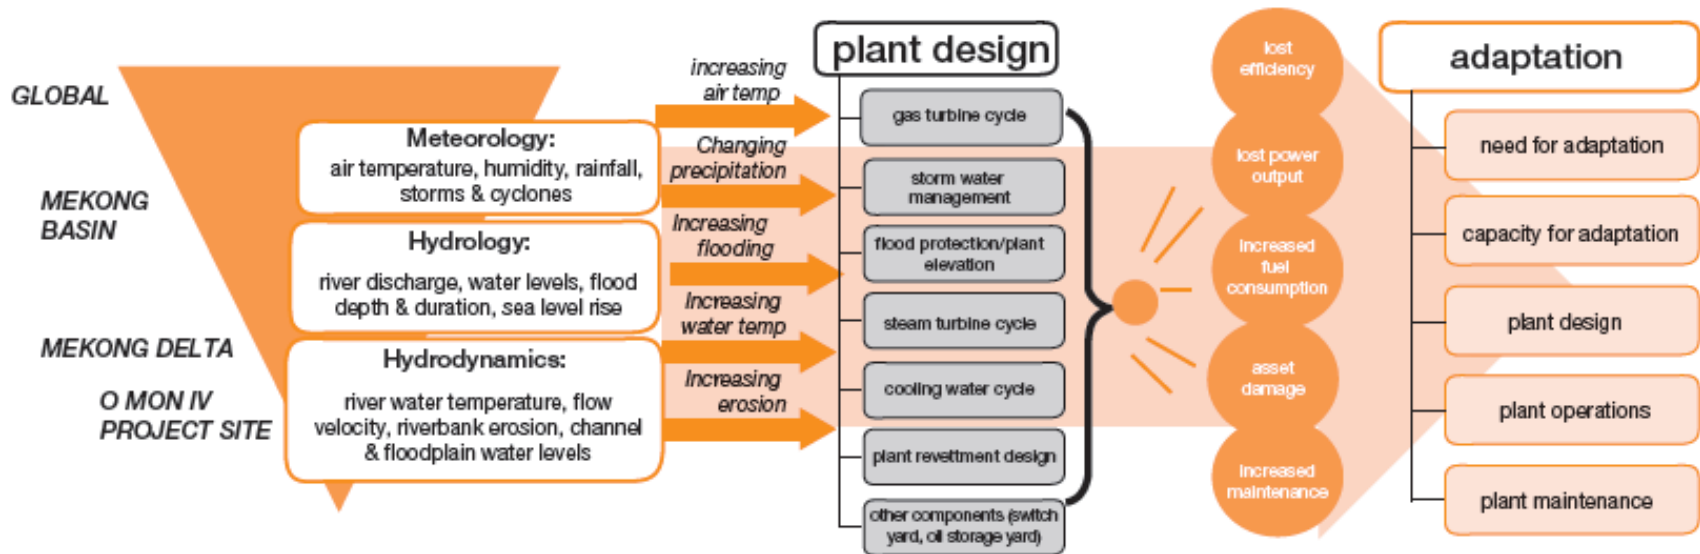 GLOBAL
MEKONG
BASIN
MEKONG DELTA
O MON IV
PROJECT SITE
Meteorology:
air temperature, humidity, rainfall,
storms & cyclones
Hydrology:
river discharge, water levels, flood
depth & duration, sea level rise
Hydrodynamics:
river water temperature, flow
velocity, riverbank erosion, channel
& floodplain water levels
increasing
air temp
Changing
precipitation
Increasing
flooding
Increasing
water temp
Increasing
erosion
plant design
gas turbine cycle
storm water
management
flood protection/plant
elevation
steam turbine cycle
cooling water cycle
plant revettment design
other components (switch
yard, oil storage yard)
lost
efficiency
lost power
output
increased
fuel
consumption
asset
damage
increased
maintenance
adaptation
need for adaptation
capacity for adaptation
plant design
plant operations
plant maintenance